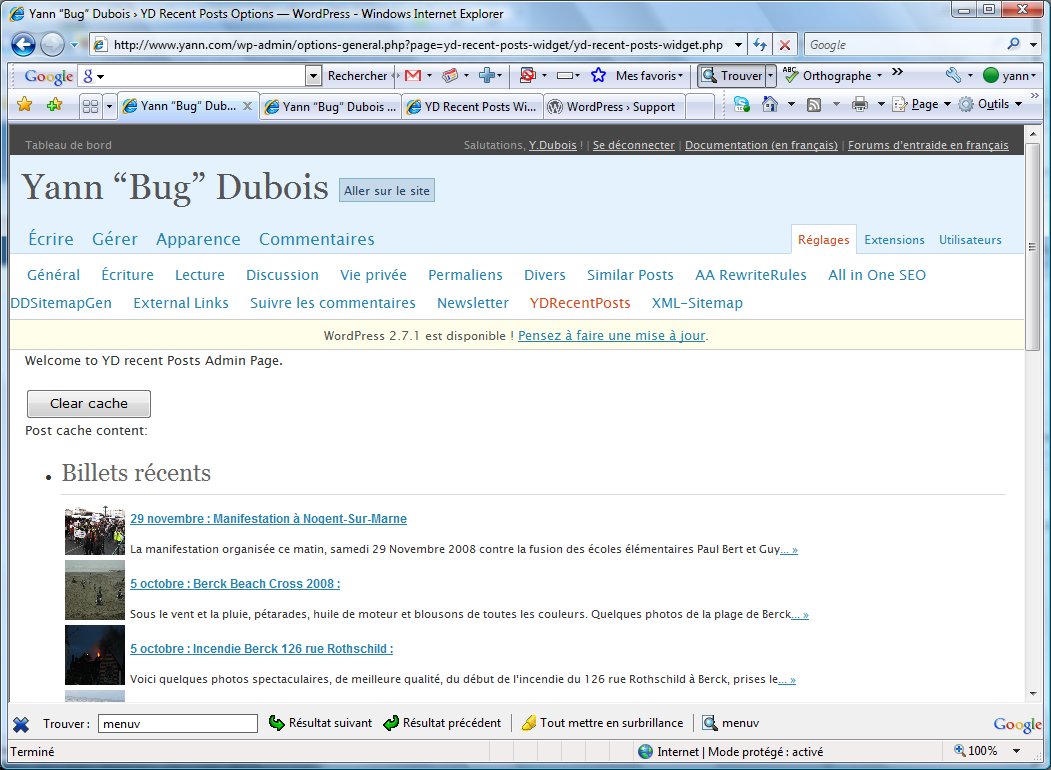 Yann “Bug” Dubois › YD Recent Posts Options — WordPress - Windows Internet Explorer
http://www.yann.com/wp-admin/options-general.php?page=yd-recent-posts-widget/yd-recent-posts-widget.php
Google
Google
Rechercher
Mes favoris
Trouver
ABC
Orthographe
»
yann
Yann “Bug” Dub...
Yann “Bug” Dubois ...
YD Recent Posts Wi...
WordPress › Support
Page
Outils
»
Tableau de bord
Salutations, Y.Dubois ! | Se déconnecter | Documentation (en français) | Forums d'entraide en français
Yann “Bug” Dubois
Aller sur le site
Écrire Gérer Apparence Commentaires
Réglages Extensions Utilisateurs
Général Écriture Lecture Discussion Vie privée Permaliens Divers Similar Posts AA RewriteRules All in One SEO
DDSitemapGen External Links Suivre les commentaires Newsletter YDRecentPosts XML-Sitemap
WordPress 2.7.1 est disponible ! Pensez à faire une mise à jour.
Welcome to YD recent Posts Admin Page.
Clear cache
Post cache content:
• Billets récents
29 novembre : Manifestation à Nogent-Sur-Marne
La manifestation organisée ce matin, samedi 29 Novembre 2008 contre la fusion des écoles élémentaires Paul Bert et Guy... »
5 octobre : Berck Beach Cross 2008 :
Sous le vent et la pluie, pétarades, huile de moteur et blousons de toutes les couleurs. Quelques photos de la plage de Berck... »
5 octobre : Incendie Berck 126 rue Rothschild :
Voici quelques photos spectaculaires, de meilleure qualité, du début de l'incendie du 126 rue Rothschild à Berck, prises le... »
Trouver : menuv Résultat suivant Résultat précédent Tout mettre en surbrillance menuv Google
Terminé
Internet | Mode protégé : activé
100%